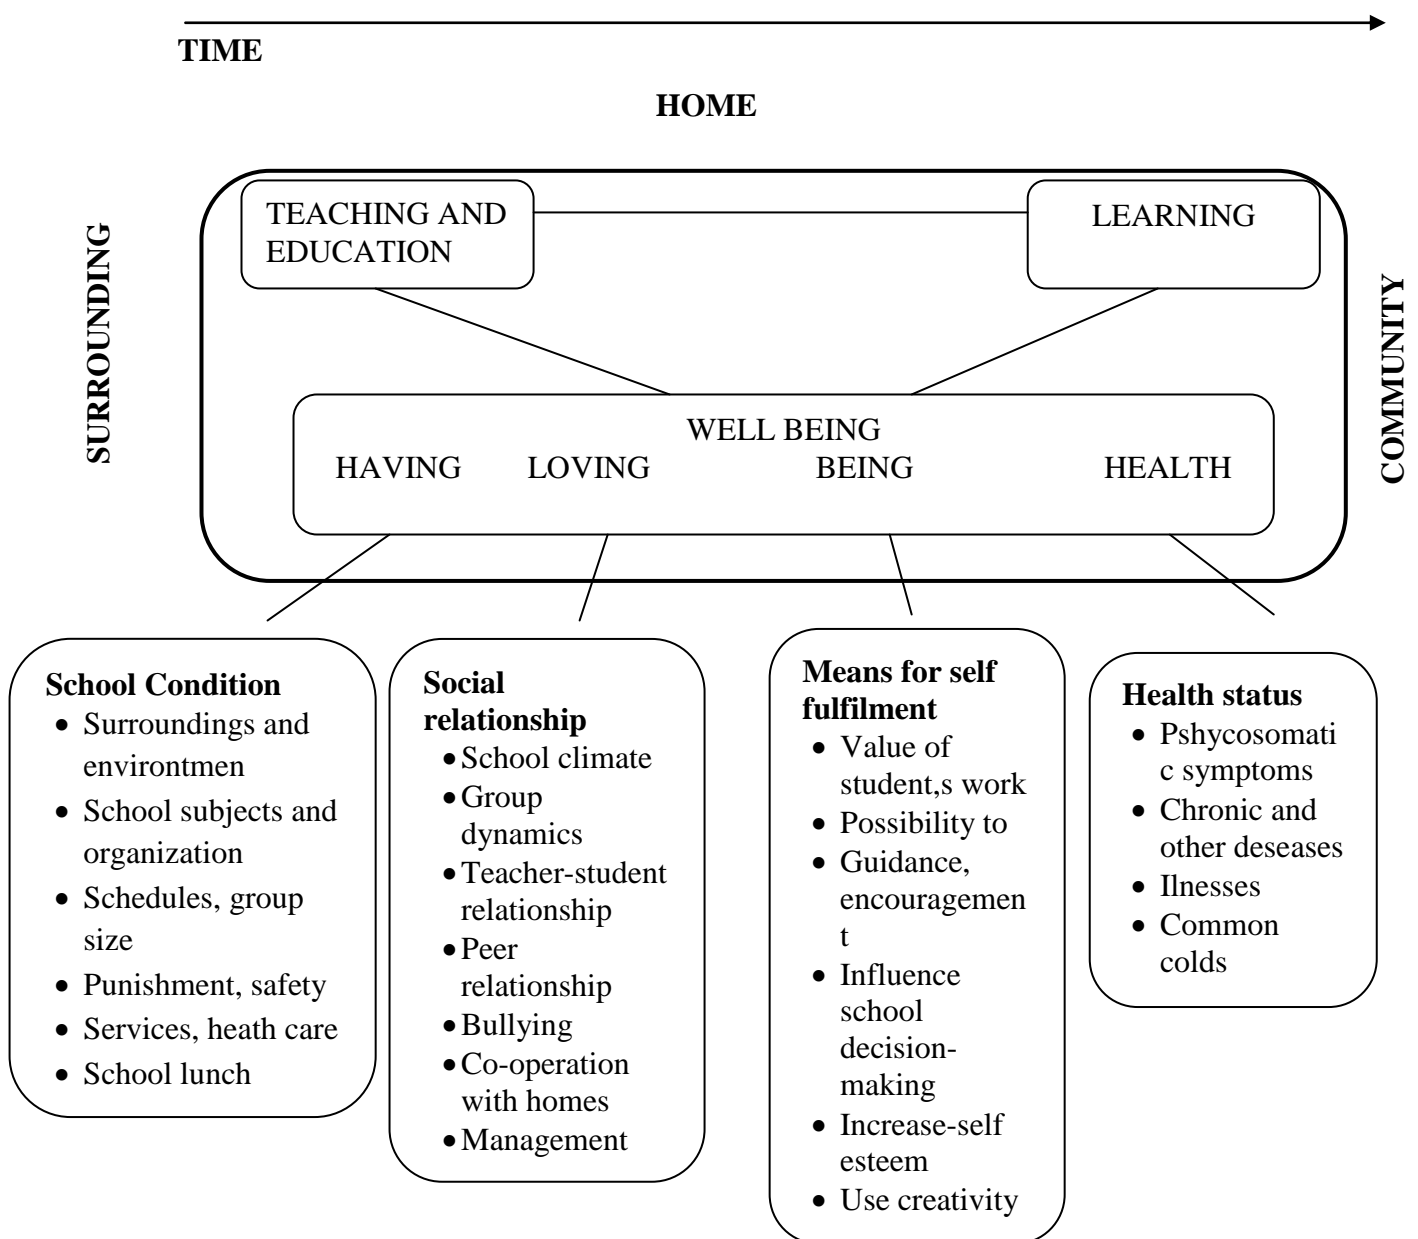 TIME
HOME
SURROUNDING
COMMUNITY
TEACHING AND
EDUCATION
LEARNING
WELL BEING
HAVING LOVING BEING HEALTH
School Condition
• Surroundings and
environtmen
• School subjects and
organization
• Schedules, group
size
• Punishment, safety
• Services, heath care
• School lunch
Social
relationship
• School climate
• Group
dynamics
• Teacher-student
relationship
• Peer
relationship
• Bullying
• Co-operation
with homes
• Management
Means for self
fulfilment
• Value of
student,s work
• Possibility to
• Guidance,
encouragemen
t
• Influence
school
decision-
making
• Increase-self
esteem
• Use creativity
Health status
• Pshycosomati
c symptoms
• Chronic and
other deseases
• Ilnesses
• Common
colds